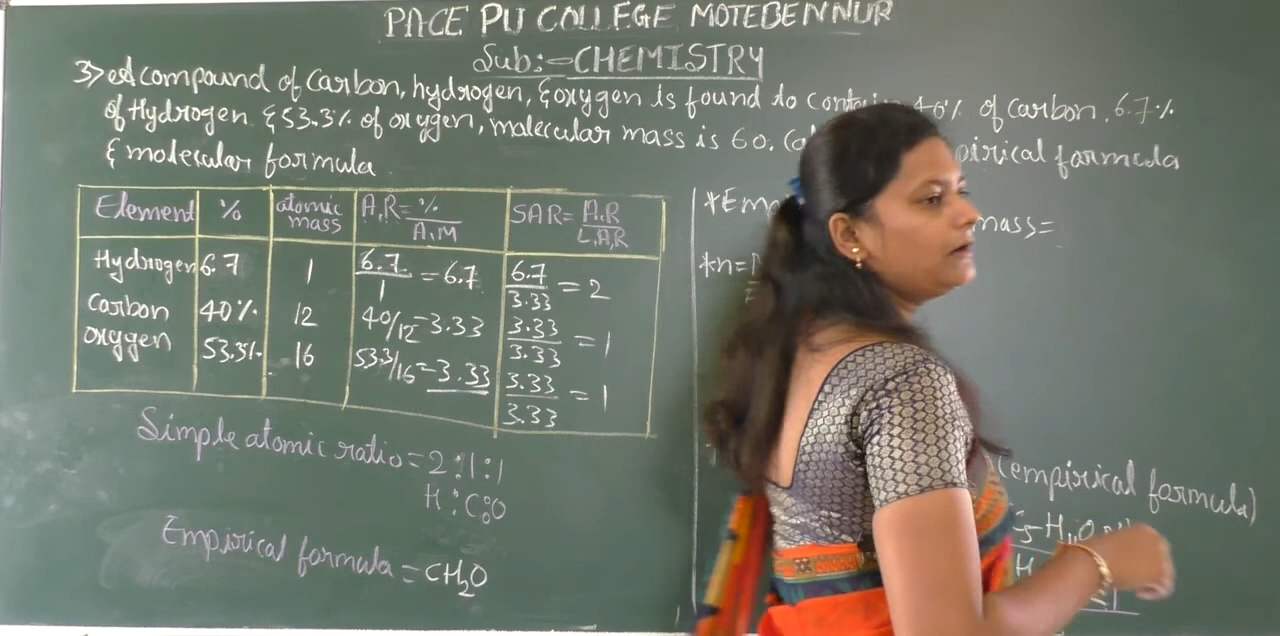 PACE PU COLLEGE MOTEBENNUR
Sub:- CHEMISTRY
3> A compound of Carbon, hydrogen, & oxygen is found to contain 40% of carbon, 6.7%
of Hydrogen & 53.3% of oxygen, molecular mass is 60. formula
& molecular formula
Element % atomic mass A.R = % / A.M SAR = A.R / L.A.R
Hydrogen 6.7 1 6.7/1 = 6.7 6.7/3.33 = 2
Carbon 40% 12 40/12 = 3.33 3.33/3.33 = 1
Oxygen 53.3% 16 53.3/16 = 3.33 3.33/3.33 = 1
Simple atomic ratio = 2:1:1
H:C:O
Empirical formula = CH2O
mass =
*n=
(empirical formula)